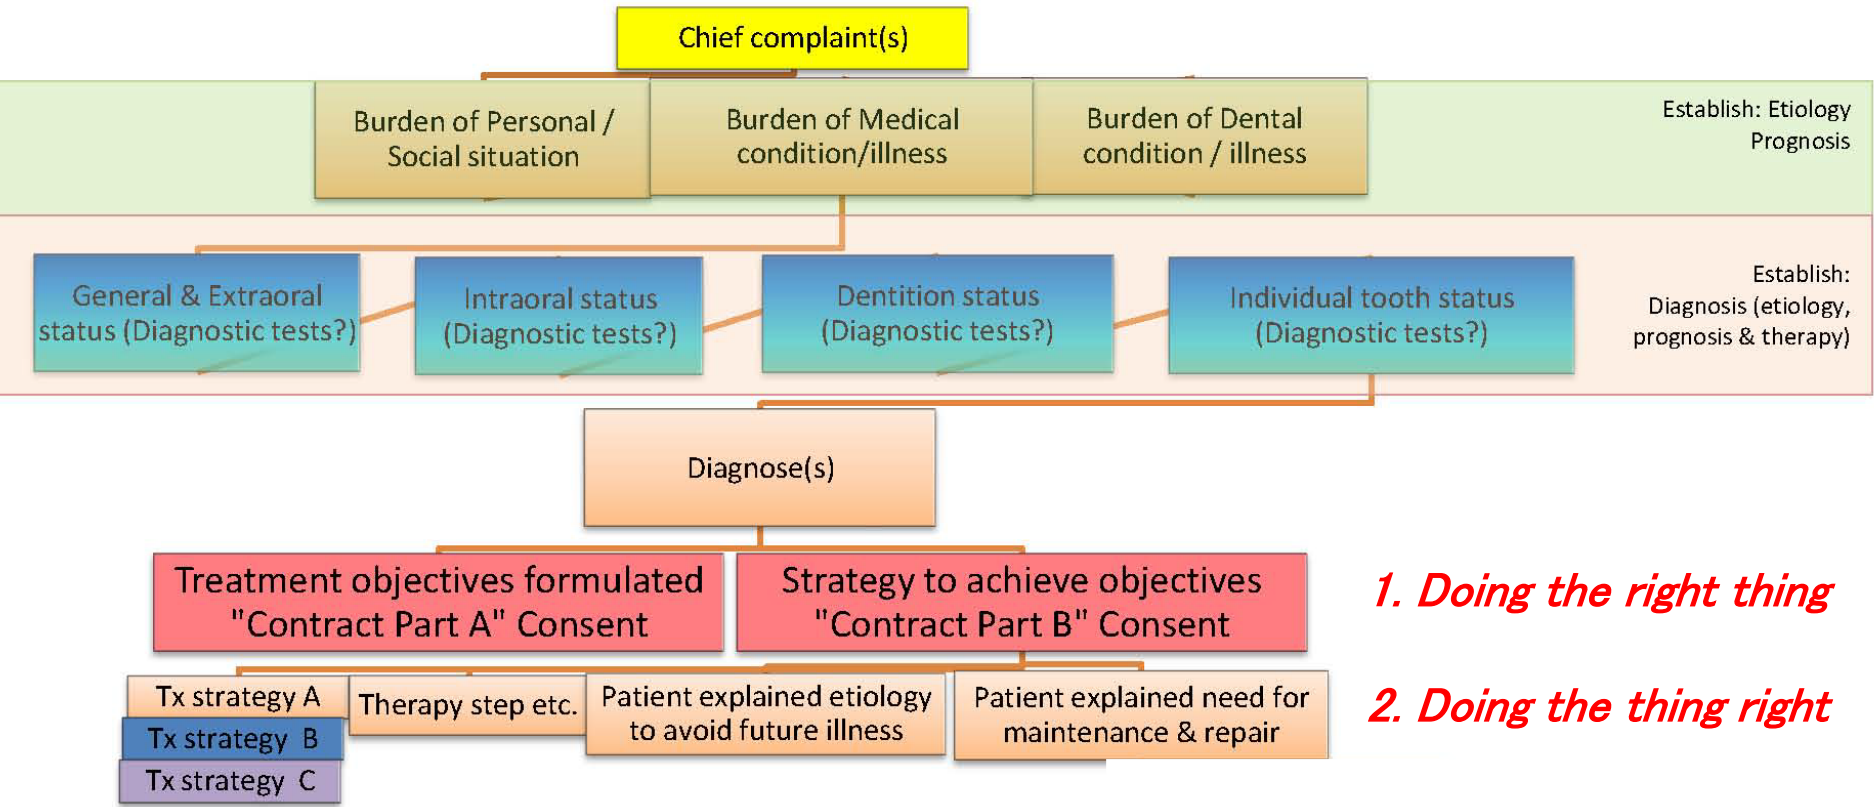 Chief complaint(s)
Burden of Personal /
Social situation
Burden of Medical
condition/illness
Burden of Dental
condition / illness
Establish: Etiology
Prognosis
General & Extraoral
status (Diagnostic tests?)
Intraoral status
(Diagnostic tests?)
Dentition status
(Diagnostic tests?)
Individual tooth status
(Diagnostic tests?)
Establish:
Diagnosis (etiology,
prognosis & therapy)
Diagnose(s)
Treatment objectives formulated
"Contract Part A" Consent
Strategy to achieve objectives
"Contract Part B" Consent
1. Doing the right thing
Tx strategy A
Tx strategy  B
Tx strategy  C
Therapy step etc.
Patient explained etiology
to avoid future illness
Patient explained need for
maintenance & repair
2. Doing the thing right